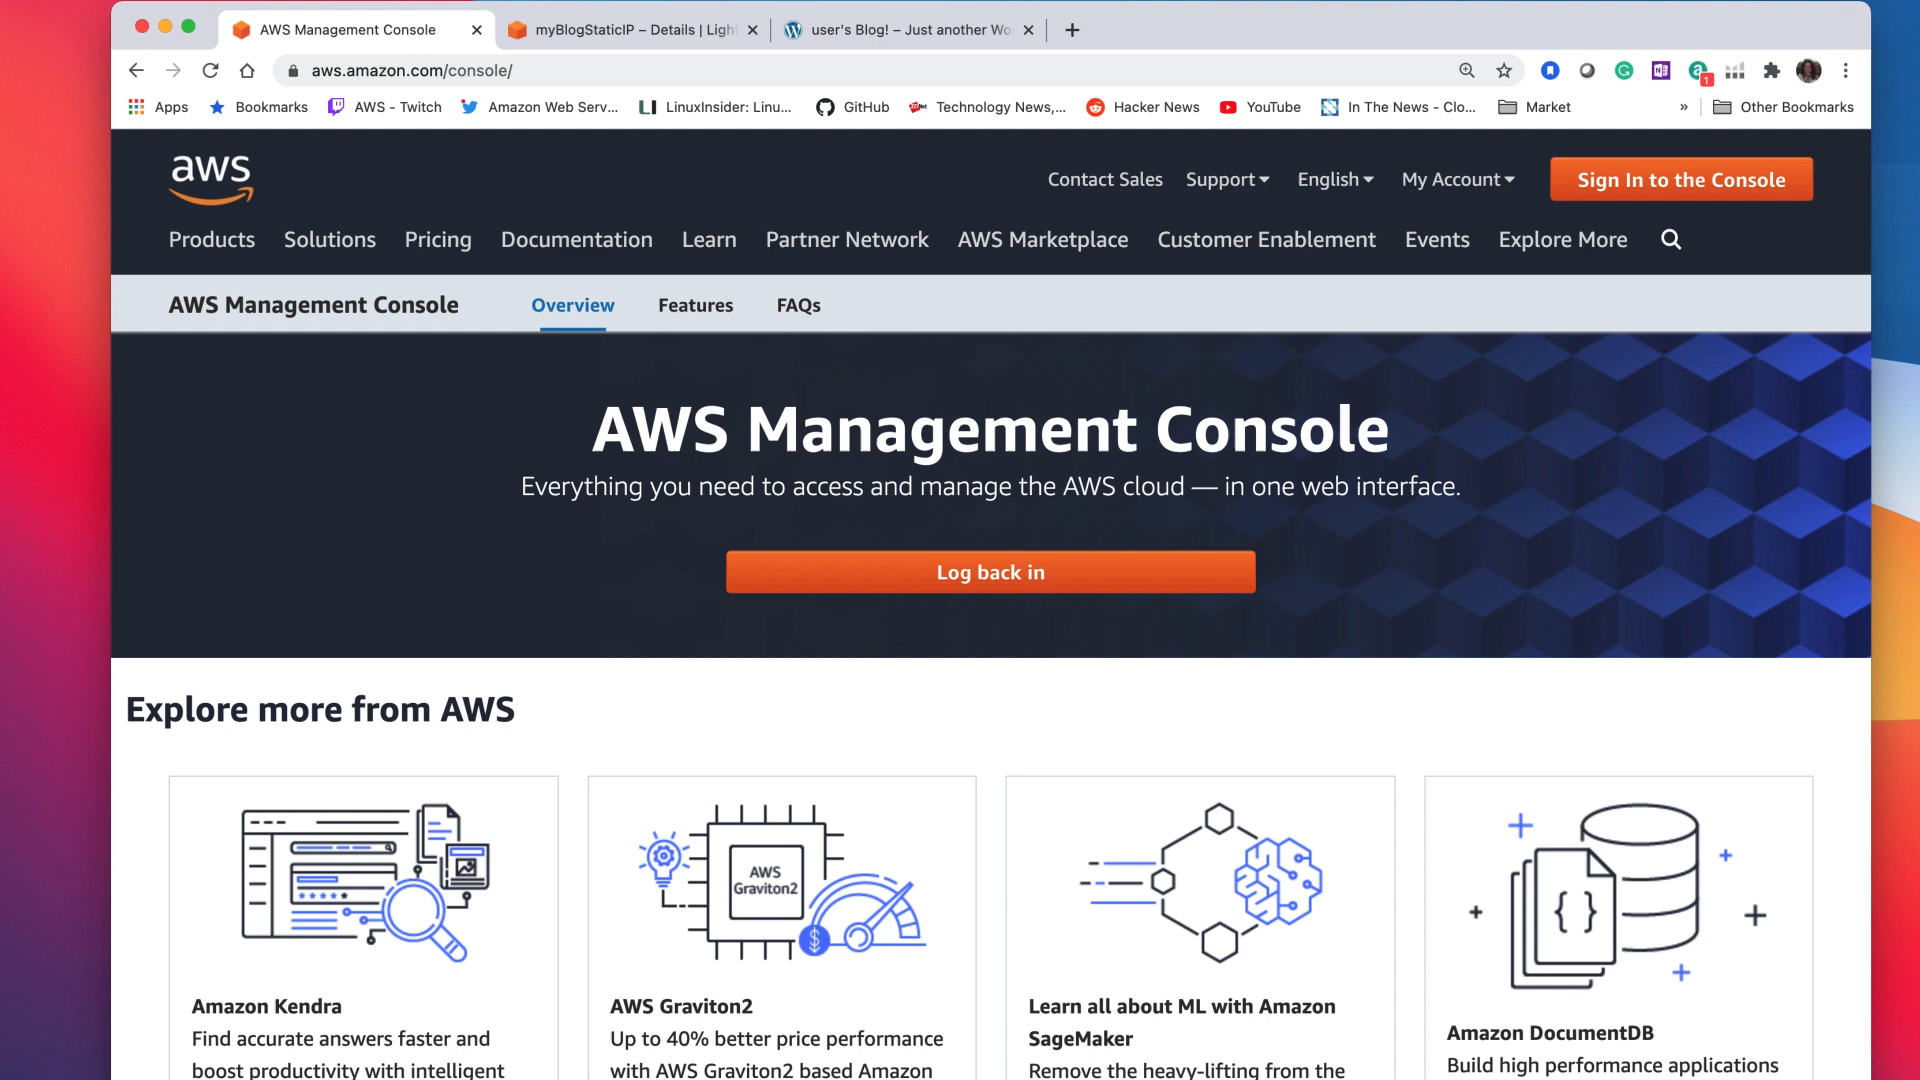 AWS Management Console
myBlogStaticIP – Details | Ligh
user's Blog! – Just another Wo
aws.amazon.com/console/
1
Apps
Bookmarks
AWS - Twitch
Amazon Web Serv...
LinuxInsider: Linu...
GitHub
Technology News,...
Hacker News
YouTube
In The News - Clo...
Market
»
Other Bookmarks
aws
Contact Sales
Support
English
My Account
Sign In to the Console
Products
Solutions
Pricing
Documentation
Learn
Partner Network
AWS Marketplace
Customer Enablement
Events
Explore More
AWS Management Console
Overview
Features
FAQs
AWS Management Console
Everything you need to access and manage the AWS cloud — in one web interface.
Log back in
Explore more from AWS
AWS
Graviton2
$
{ }
Amazon Kendra
Find accurate answers faster and
boost productivity with intelligent
AWS Graviton2
Up to 40% better price performance
with AWS Graviton2 based Amazon
Learn all about ML with Amazon
SageMaker
Remove the heavy-lifting from the
Amazon DocumentDB
Build high performance applications